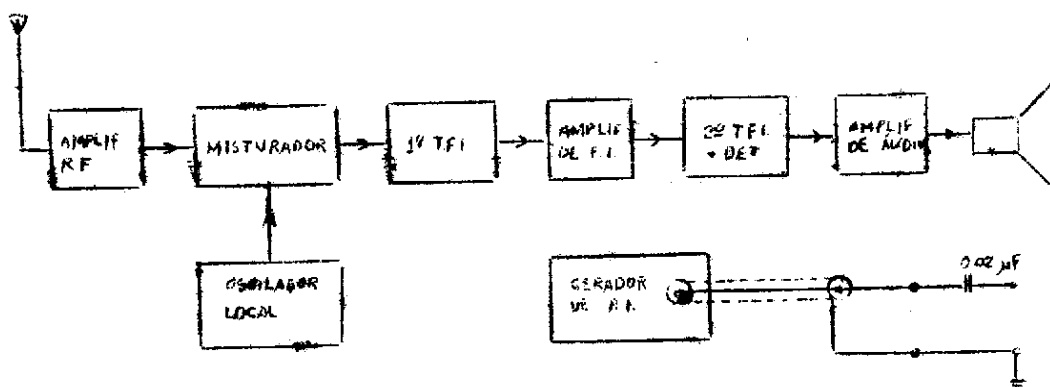 AMPLIF
RF
MISTURADOR
1º T.F.I.
AMPLIF
DE F.I.
2º T.F.I.
+ DET
AMPLIF
DE ÁUDIO
OSCILADOR
LOCAL
GERADOR
DE R.F.
0.02 µF